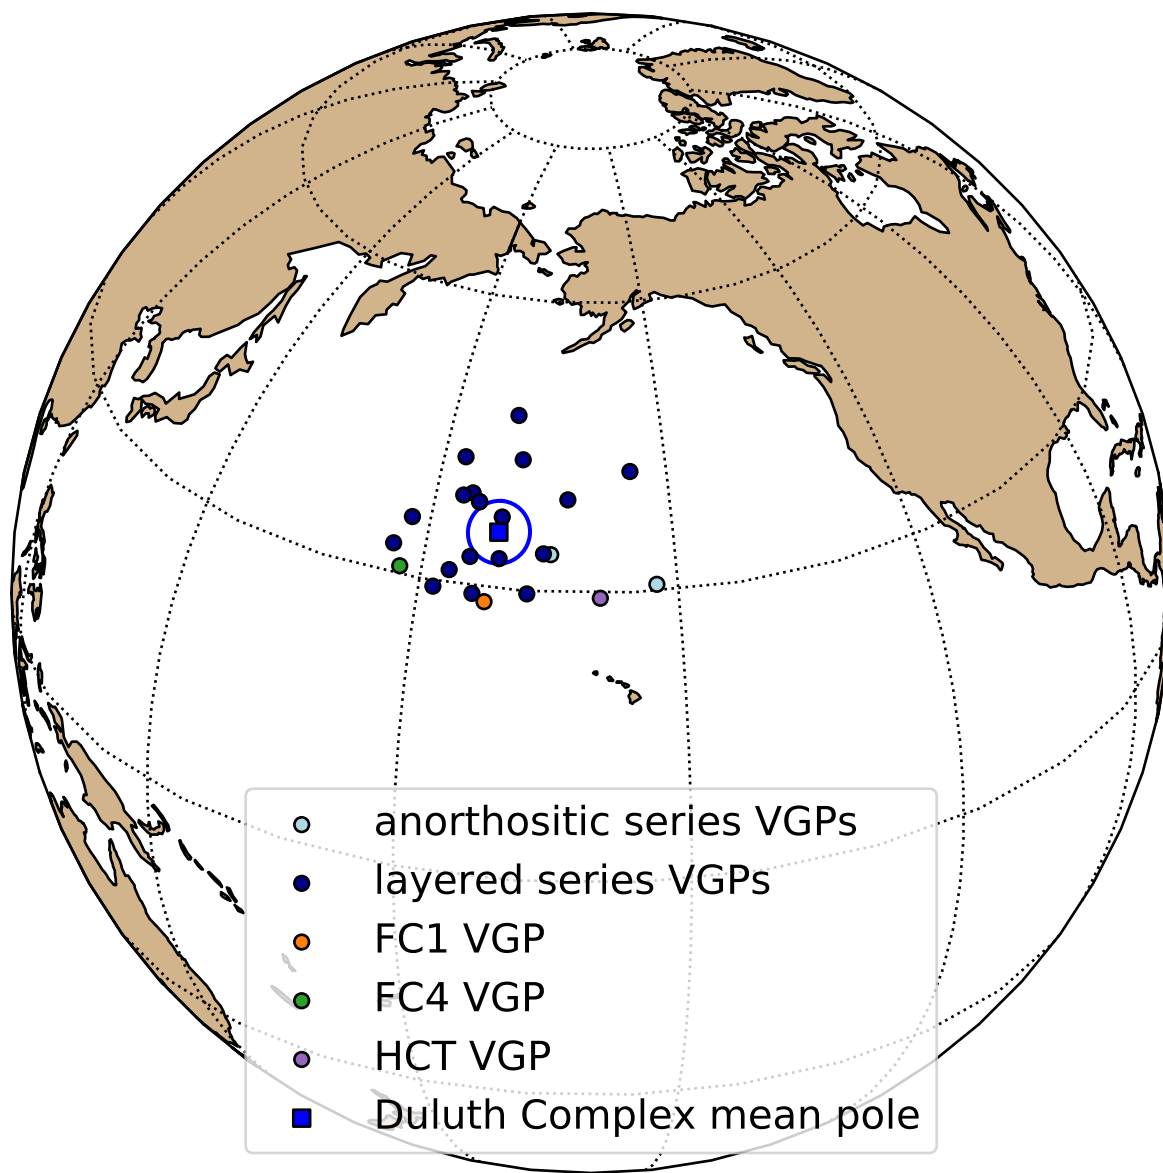 anorthositic series VGPs
layered series VGPs
FC1 VGP
FC4 VGP
HCT VGP
Duluth Complex mean pole